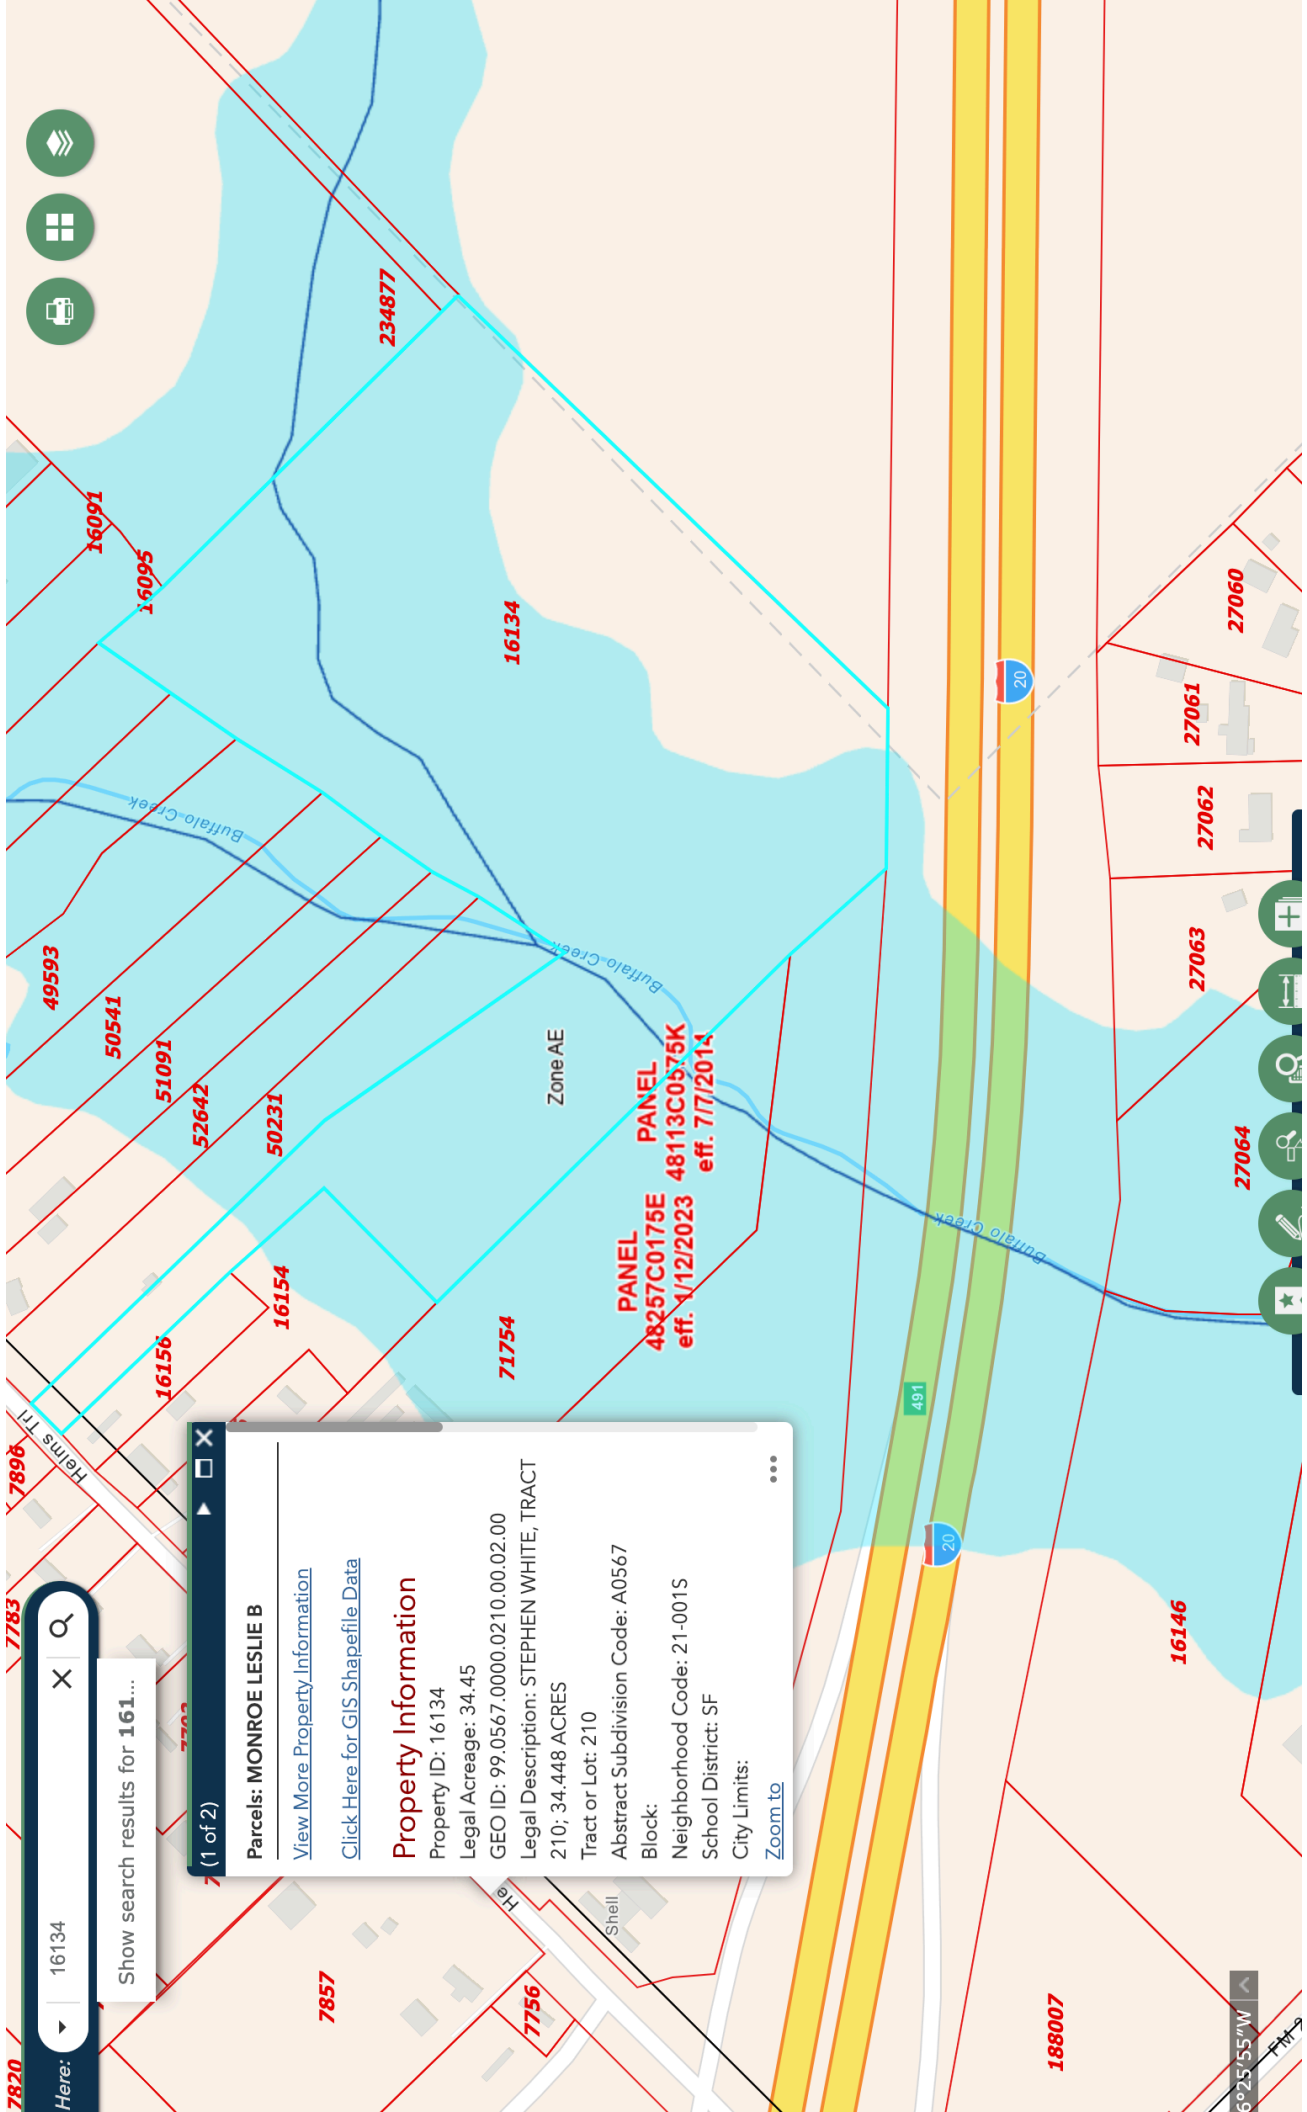 Here:
16134
Show search results for 161...
(1 of 2)
Parcels: MONROE LESLIE B
View More Property Information
Click Here for GIS Shapefile Data
Property Information
Property ID: 16134
Legal Acreage: 34.45
GEO ID: 99.0567.0000.0210.00.02.00
Legal Description: STEPHEN WHITE, TRACT
210; 34.448 ACRES
Tract or Lot: 210
Abstract Subdivision Code: A0567
Block:
Neighborhood Code: 21-001S
School District: SF
City Limits:
Zoom to
7820
7783
7896
Helms Trl
16156
16154
49593
50541
51091
52642
50231
16091
16095
234877
16134
Buffalo Creek
Buffalo Creek
Buffalo Creek
Zone AE
PANEL
48257C0175E
eff. 1/12/2023
PANEL
48113C0575K
eff. 7/7/2014
71754
7857
7756
He
Shell
491
20
20
27060
27061
27062
27063
27064
16146
188007
6°25'55"W